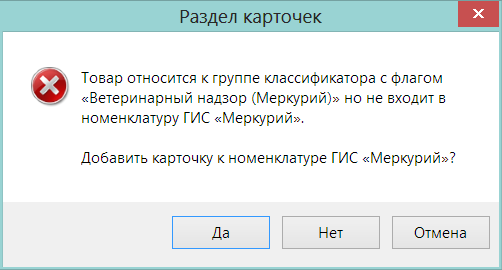 Раздел карточек
Товар относится к группе классификатора с флагом
«Ветеринарный надзор (Меркурий)» но не входит в
номенклатуру ГИС «Меркурий».
Добавить карточку к номенклатуре ГИС «Меркурий»?
Да Нет Отмена